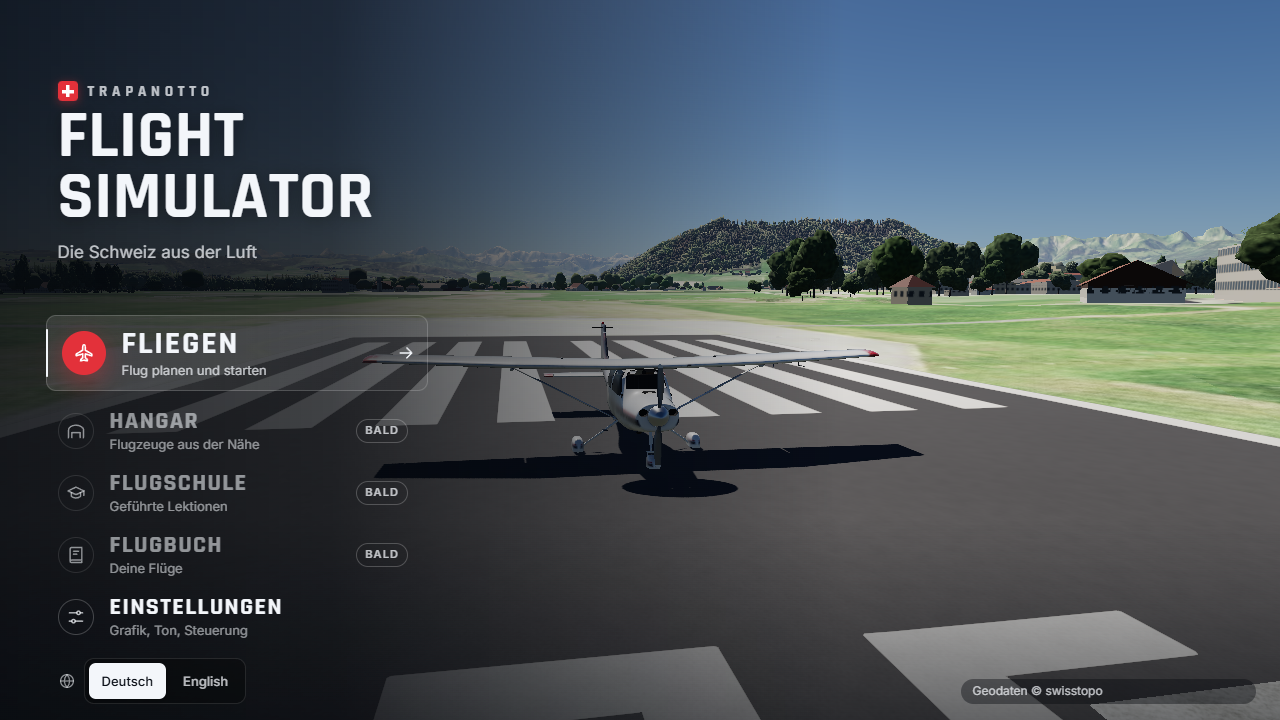 TRAPANOTTO
FLIGHT
SIMULATOR
Die Schweiz aus der Luft
FLIEGEN
Flug planen und starten
HANGAR
Flugzeuge aus der Nähe
BALD
FLUGSCHULE
Geführte Lektionen
BALD
FLUGBUCH
Deine Flüge
BALD
EINSTELLUNGEN
Grafik, Ton, Steuerung
Deutsch English
Geodaten © swisstopo